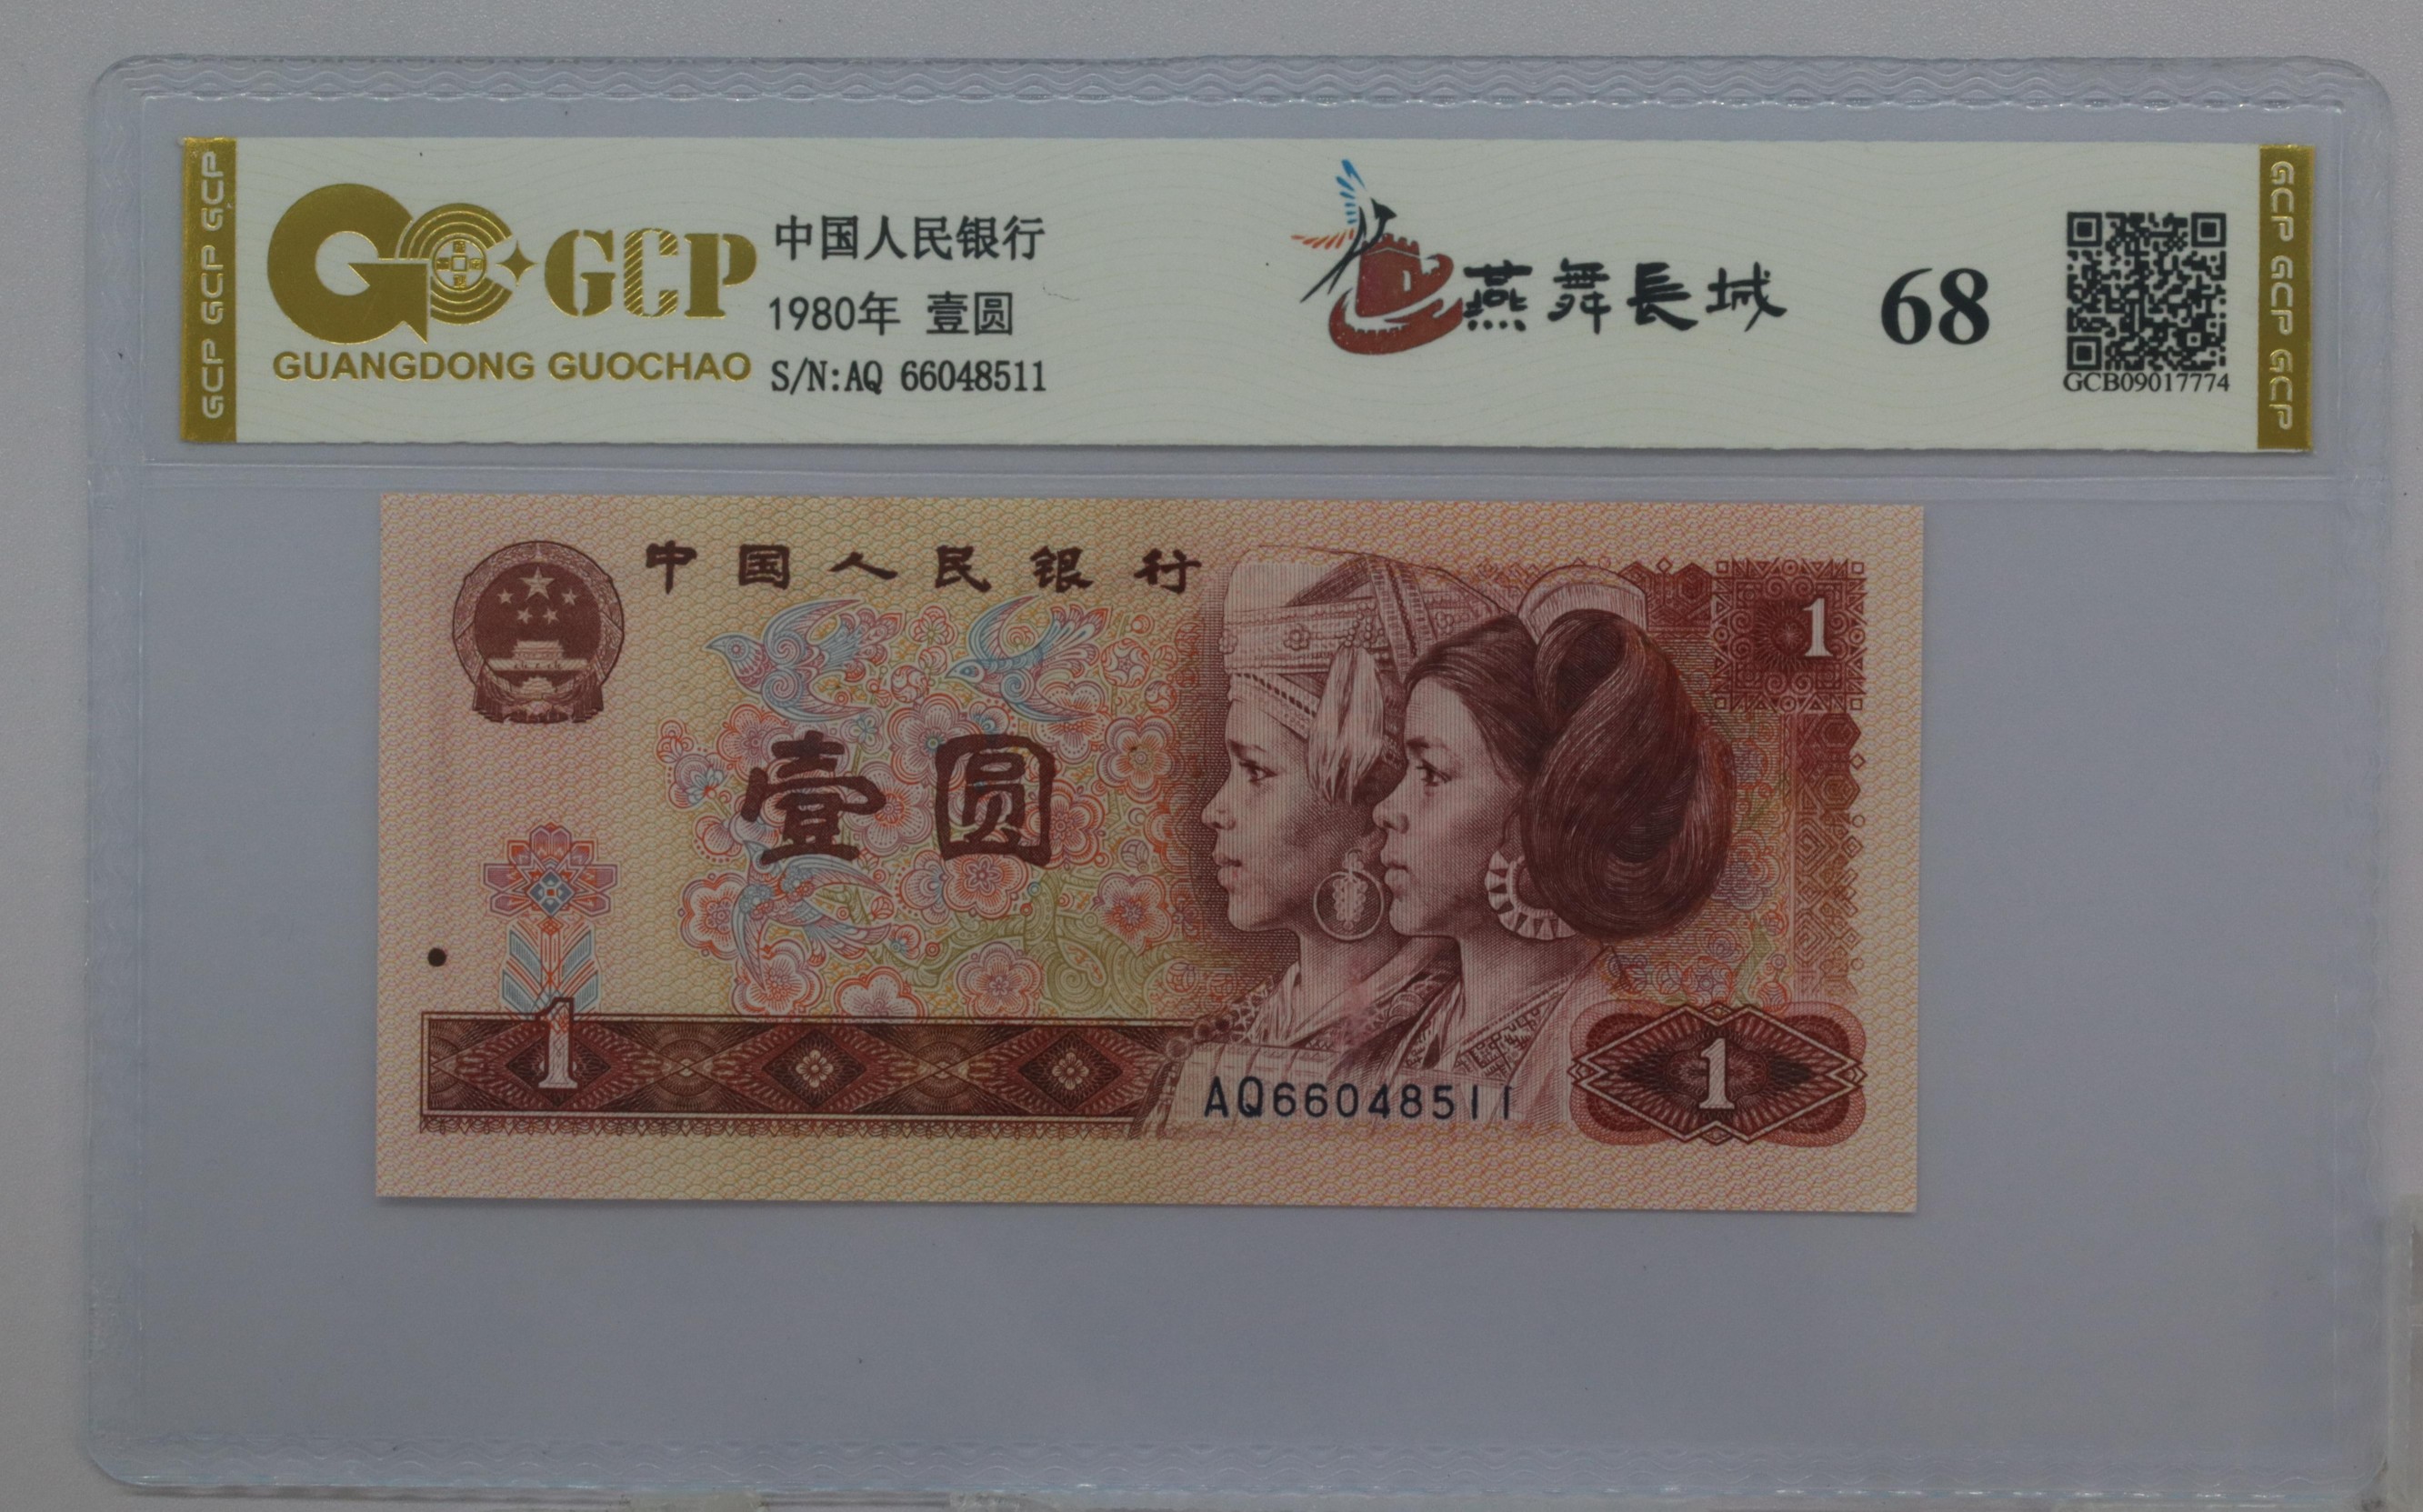 GCP GCP GCP
GCP
GUANGDONG GUOCHAO
中国人民银行
1980年 壹圆
S/N:AQ 66048511
燕舞長城
68
GCB09017774
GCP GCP GCP
中国人民银行
1
壹圆
1
1
AQ66048511